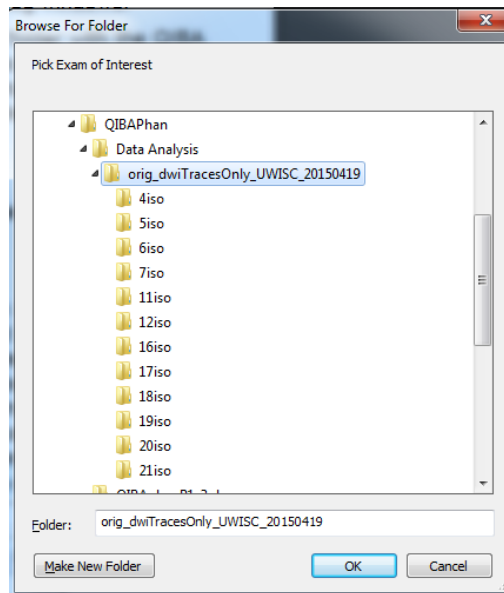 Browse For Folder
Pick Exam of Interest
QIBAPhan
Data Analysis
orig_dwiTracesOnly_UWISC_20150419
4iso
5iso
6iso
7iso
11iso
12iso
16iso
17iso
18iso
19iso
20iso
21iso
Folder: orig_dwiTracesOnly_UWISC_20150419
Make New Folder OK Cancel